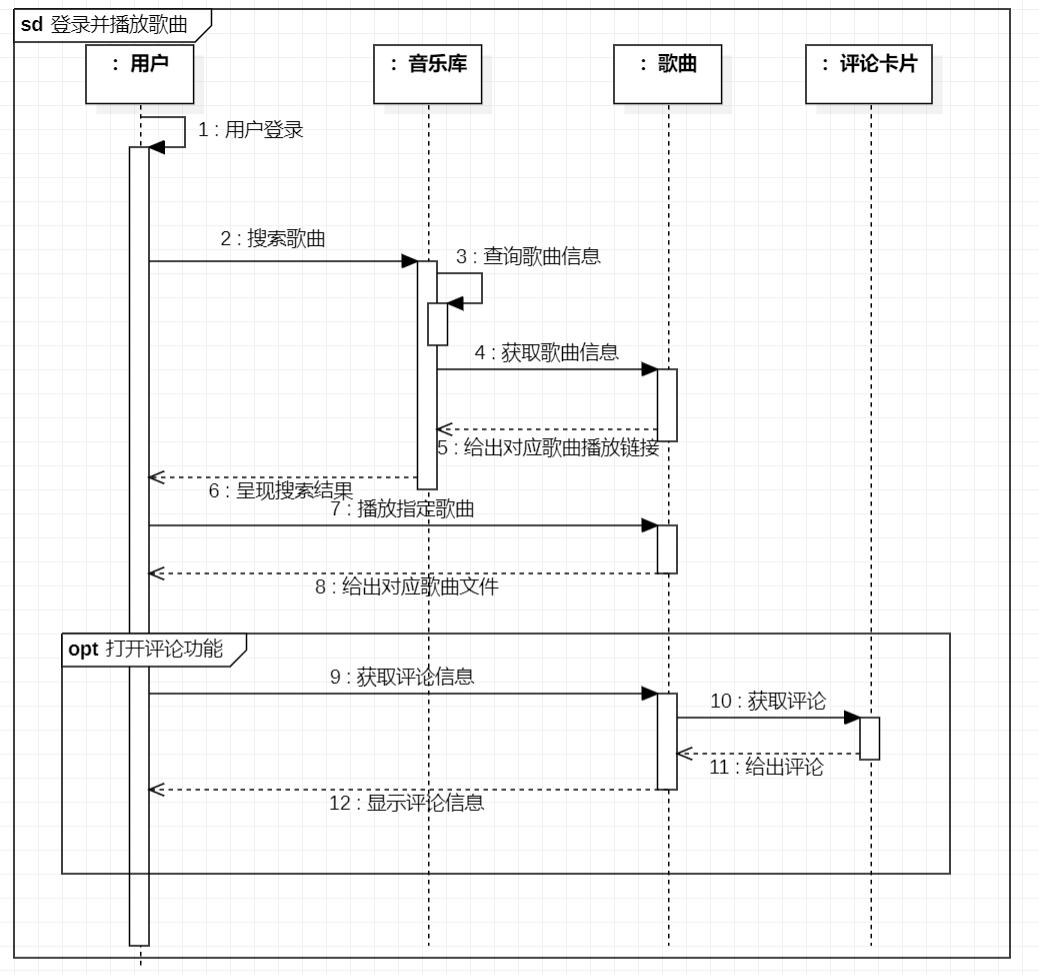 sd 登录并播放歌曲
: 用户
: 音乐库
: 歌曲
: 评论卡片
1 : 用户登录
2 : 搜索歌曲
3 : 查询歌曲信息
4 : 获取歌曲信息
5 : 给出对应歌曲播放链接
6 : 呈现搜索结果
7 : 播放指定歌曲
8 : 给出对应歌曲文件
opt 打开评论功能
9 : 获取评论信息
10 : 获取评论
11 : 给出评论
12 : 显示评论信息